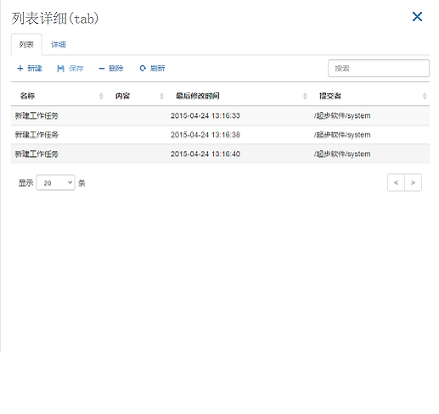 列表详细(tab)
列表 详细
新建 保存 删除 刷新 搜索
名称 内容 最后修改时间 提交者
新建工作任务 2015-04-24 13:16:33 /起步软件/system
新建工作任务 2015-04-24 13:16:38 /起步软件/system
新建工作任务 2015-04-24 13:16:40 /起步软件/system
显示 20 条 < >